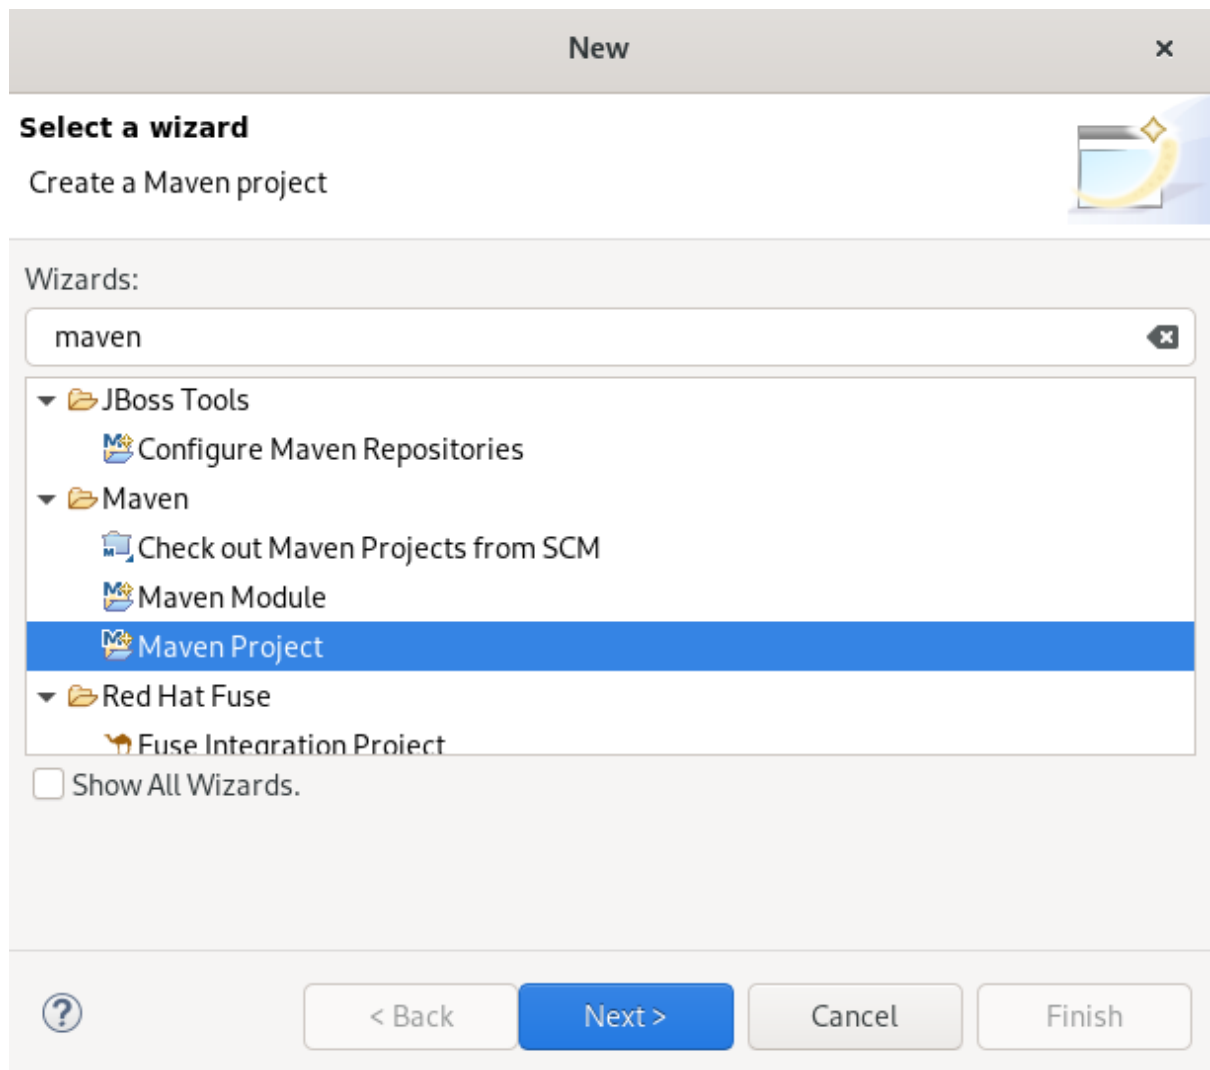 New
Select a wizard
Create a Maven project
Wizards:
maven
JBoss Tools
Configure Maven Repositories
Maven
Check out Maven Projects from SCM
Maven Module
Maven Project
Red Hat Fuse
Fuse Integration Project
Show All Wizards.
< Back Next > Cancel Finish